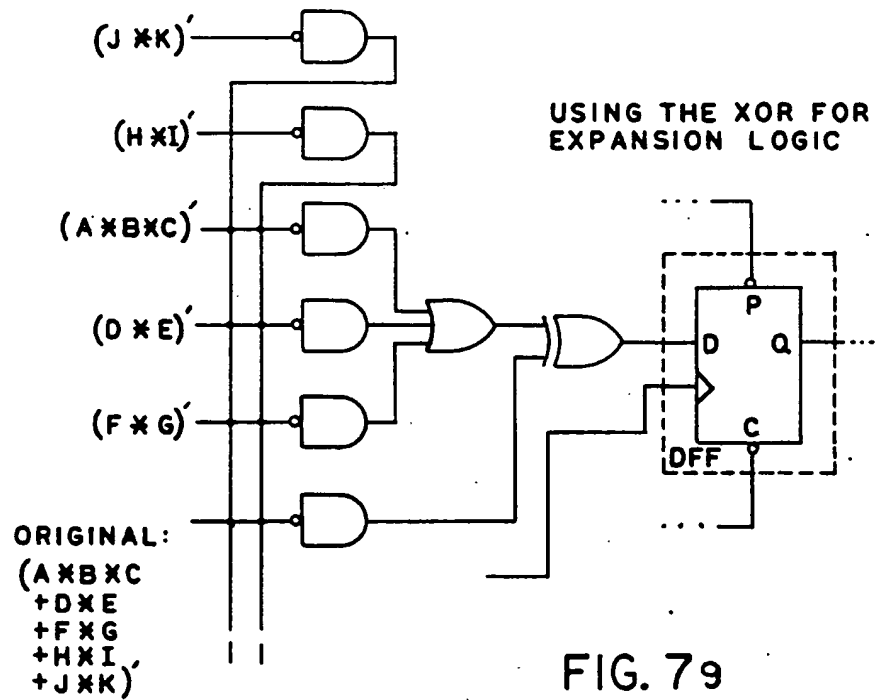 (J*K)′
(H*I)′
USING THE XOR FOR
EXPANSION LOGIC
(A*B*C)′
(D*E)′
(F*G)′
P
D
Q
C
DFF
ORIGINAL:
(A*B*C
+D*E
+F*G
+H*I
+J*K)′
FIG. 7g